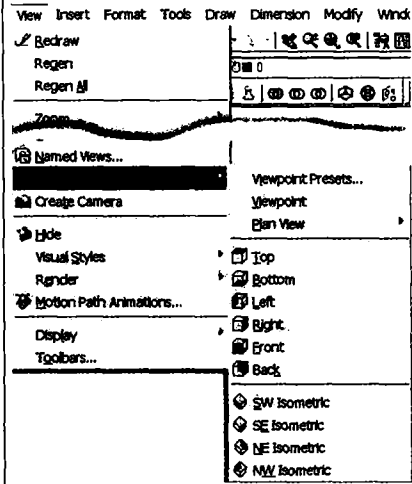 View Insert Format Tools Draw Dimension Modify
Redraw
Regen
Regen All
Zoom
Named Views...
Create Camera
Hide
Visual Styles
Render
Motion Path Animations...
Display
Toolbars...
0
Viewpoint Presets...
Viewpoint
Plan View
Top
Bottom
Left
Right
Front
Back
SW Isometric
SE Isometric
NE Isometric
NW Isometric